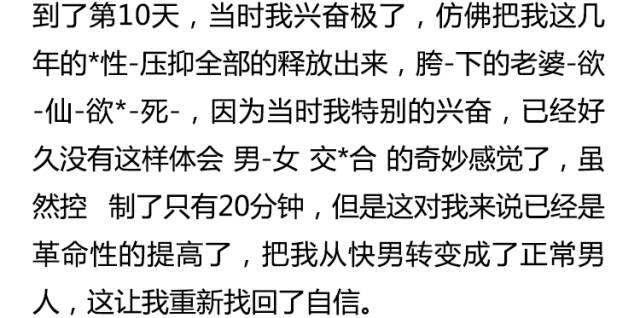 到了第10天，当时我兴奋极了，仿佛把我这几
年的*性-压抑全部的释放出来，胯-下的老婆-欲
-仙-欲*-死-，因为当时我特别的兴奋，已经好
久没有这样体会 男-女 交*合 的奇妙感觉了，虽
然控 制了只有20分钟，但是这对我来说已经是
革命性的提高了，把我从快男转变成了正常男
人，这让我重新找回了自信。